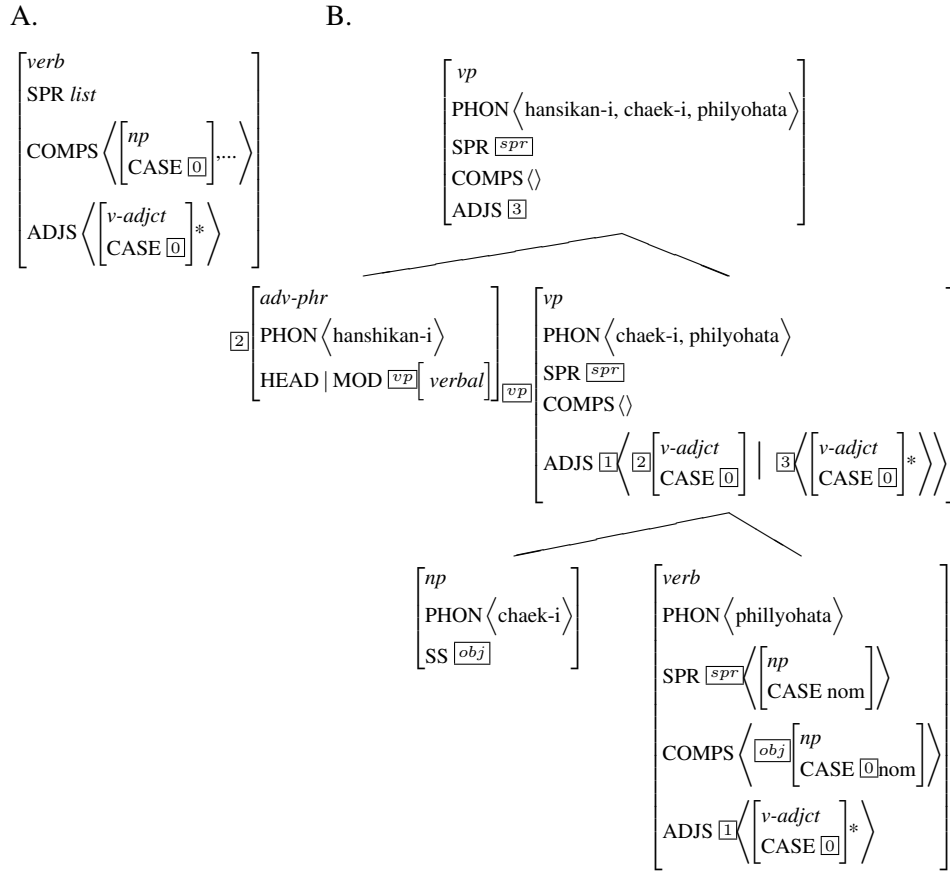 A.
B.
verb
SPR list
COMPS ⟨[np
CASE 0],...⟩
ADJS ⟨[v-adjct
CASE 0]*⟩
vp
PHON ⟨hansikan-i, chaek-i, philyohata⟩
SPR spr
COMPS ⟨⟩
ADJS 3
2 [adv-phr
PHON ⟨hanshikan-i⟩
HEAD | MOD vp[ verbal]]
vp [vp
PHON ⟨chaek-i, philyohata⟩
SPR spr
COMPS ⟨⟩
ADJS 1 ⟨ 2 [v-adjct
CASE 0] | 3 ⟨[v-adjct
CASE 0]*⟩⟩]
np
PHON ⟨chaek-i⟩
SS obj
verb
PHON ⟨phillyohata⟩
SPR spr ⟨[np
CASE nom]⟩
COMPS ⟨ obj [np
CASE 0 nom]⟩
ADJS 1 ⟨[v-adjct
CASE 0]*⟩